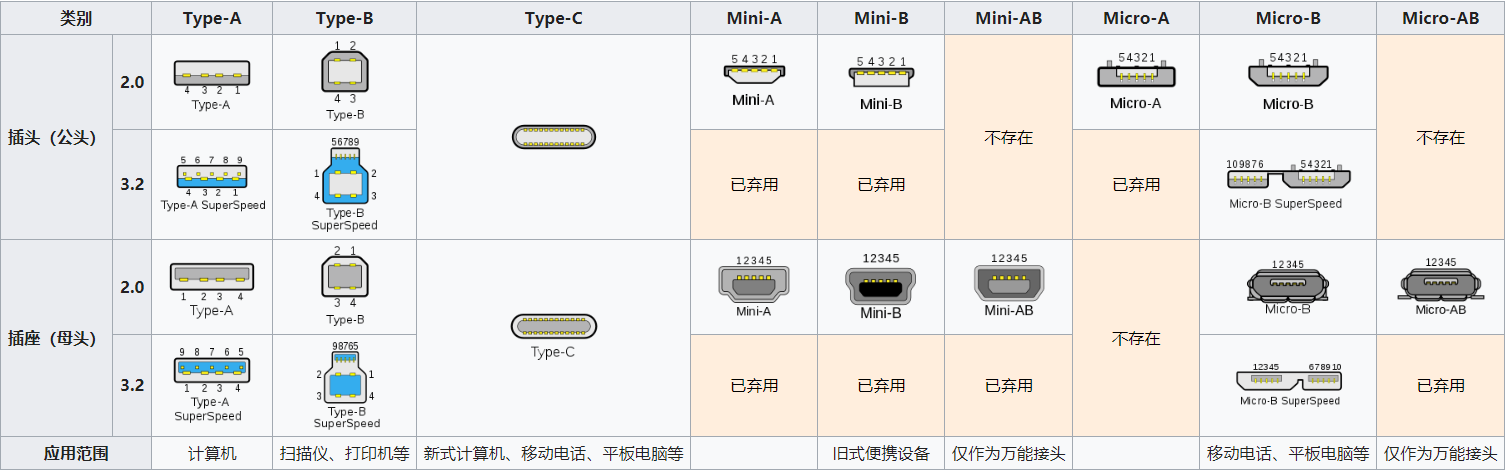 类别 Type-A Type-B Type-C Mini-A Mini-B Mini-AB Micro-A Micro-B Micro-AB
插头（公头）
2.0
4 3 2 1
Type-A
1 2
4 3
Type-B
5 4 3 2 1
Mini-A
5 4 3 2 1
Mini-B
不存在
54321
Micro-A
54321
Micro-B
不存在
3.2
5 6 7 8 9
4 3 2 1
Type-A SuperSpeed
56789
1 2
4 3
Type-B
SuperSpeed
已弃用
已弃用
已弃用
109876 54321
Micro-B SuperSpeed
插座（母头）
2.0
1 2 3 4
Type-A
2 1
3 4
Type-B
Type-C
12345
Mini-A
12345
Mini-B
12345
Mini-AB
不存在
12345
Micro-B
12345
Micro-AB
3.2
9 8 7 6 5
1 2 3 4
Type-A
SuperSpeed
98765
2 1
3 4
Type-B
SuperSpeed
已弃用
已弃用
已弃用
12345 678910
Micro-B SuperSpeed
已弃用
应用范围 计算机 扫描仪、打印机等 新式计算机、移动电话、平板电脑等 旧式便携设备 仅作为万能接头 移动电话、平板电脑等 仅作为万能接头